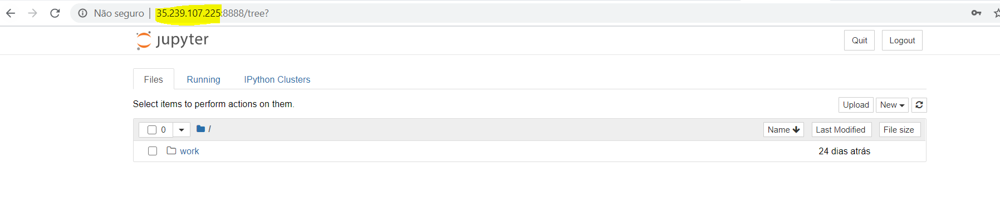 Não seguro | 35.239.107.225:8888/tree?
jupyter Quit Logout
Files Running IPython Clusters
Select items to perform actions on them. Upload New
0 / Name Last Modified File size
work 24 dias atrás